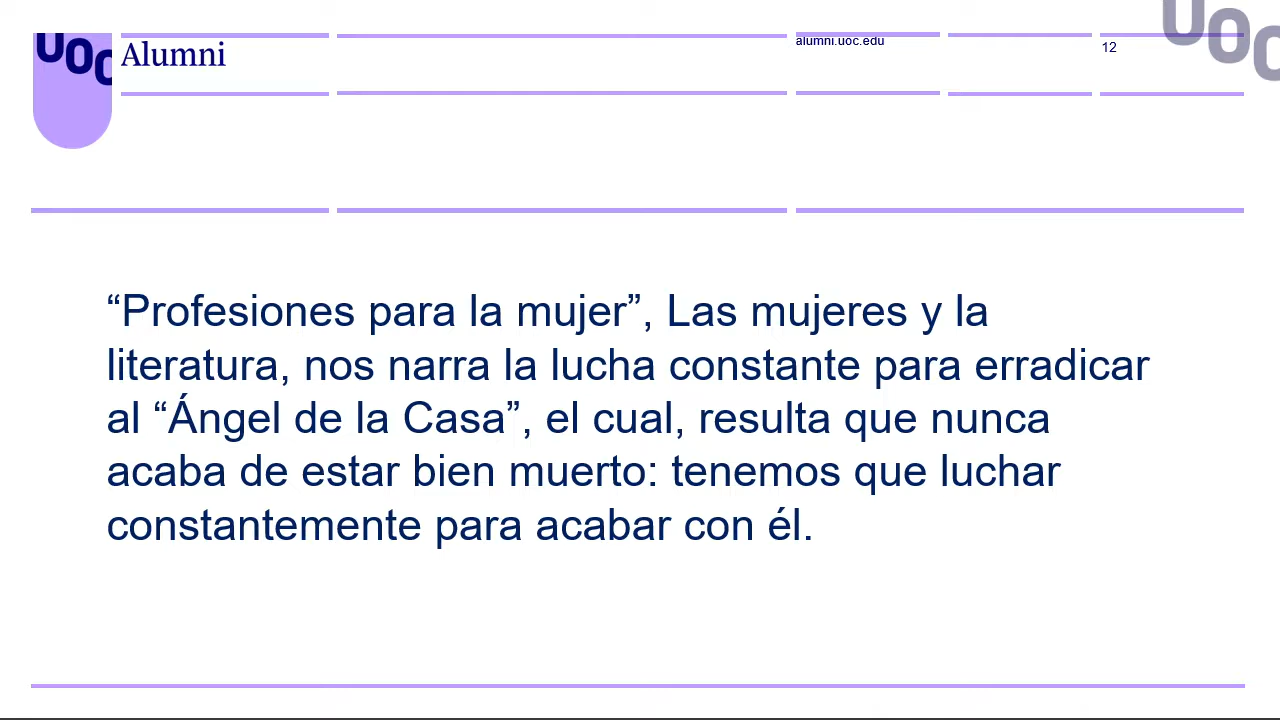 UOC
Alumni
alumni.uoc.edu
12
UOC
“Profesiones para la mujer”, Las mujeres y la
literatura, nos narra la lucha constante para erradicar
al “Ángel de la Casa”, el cual, resulta que nunca
acaba de estar bien muerto: tenemos que luchar
constantemente para acabar con él.